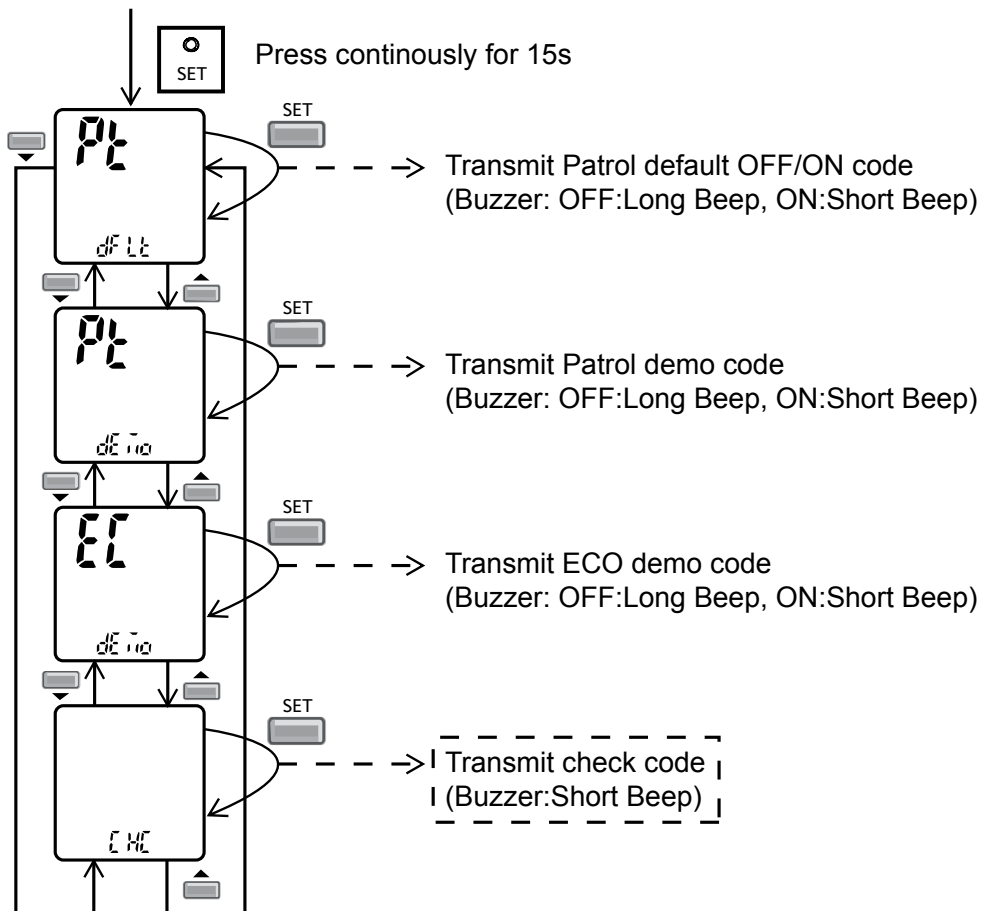 SET
Press continously for 15s
Pt
dFLt
SET
Transmit Patrol default OFF/ON code
(Buzzer: OFF:Long Beep, ON:Short Beep)
Pt
dEmo
SET
Transmit Patrol demo code
(Buzzer: OFF:Long Beep, ON:Short Beep)
EC
dEmo
SET
Transmit ECO demo code
(Buzzer: OFF:Long Beep, ON:Short Beep)
SET
Transmit check code
(Buzzer:Short Beep)
CHC